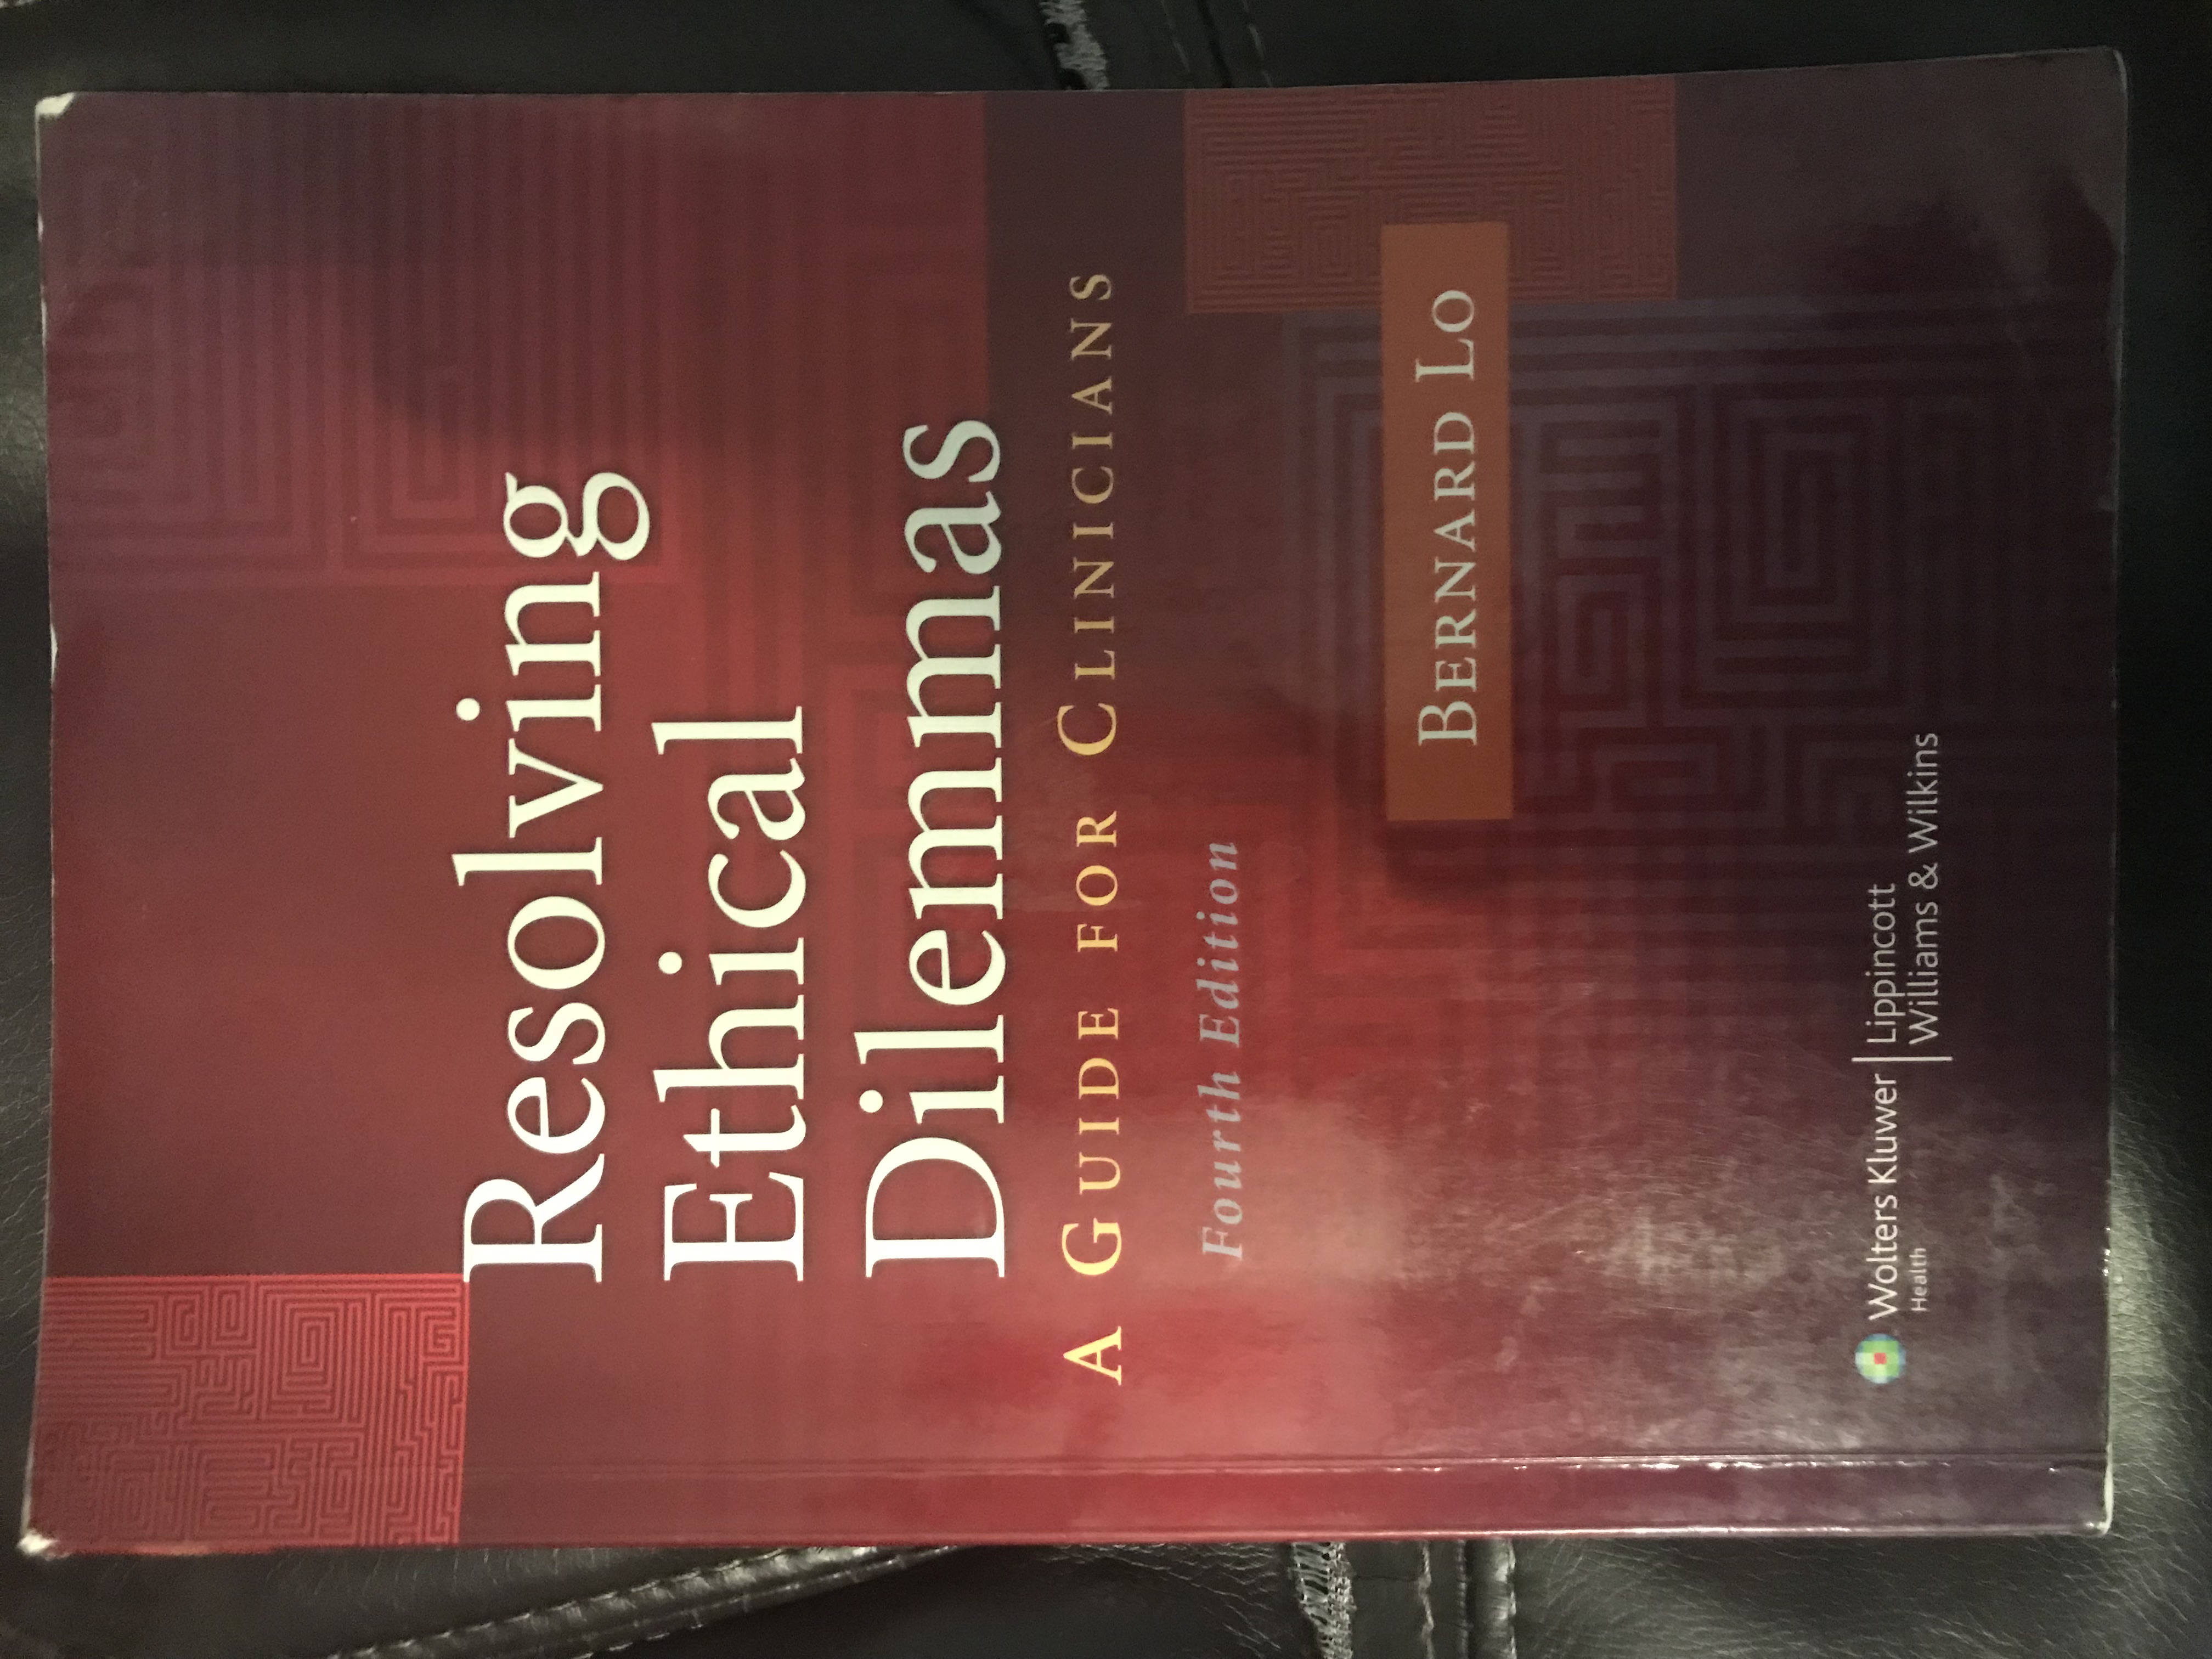 Resolving
Ethical
Dilemmas
A GUIDE FOR CLINICIANS
Fourth Edition
BERNARD LO
Wolters Kluwer
Health
Lippincott
Williams & Wilkins